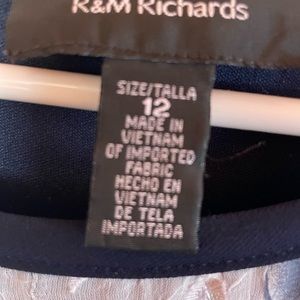 R&M Richards
SIZE/TALLA
12
MADE IN
VIETNAM
OF IMPORTED
FABRIC
HECHO EN
VIETNAM
DE TELA
IMPORTADA